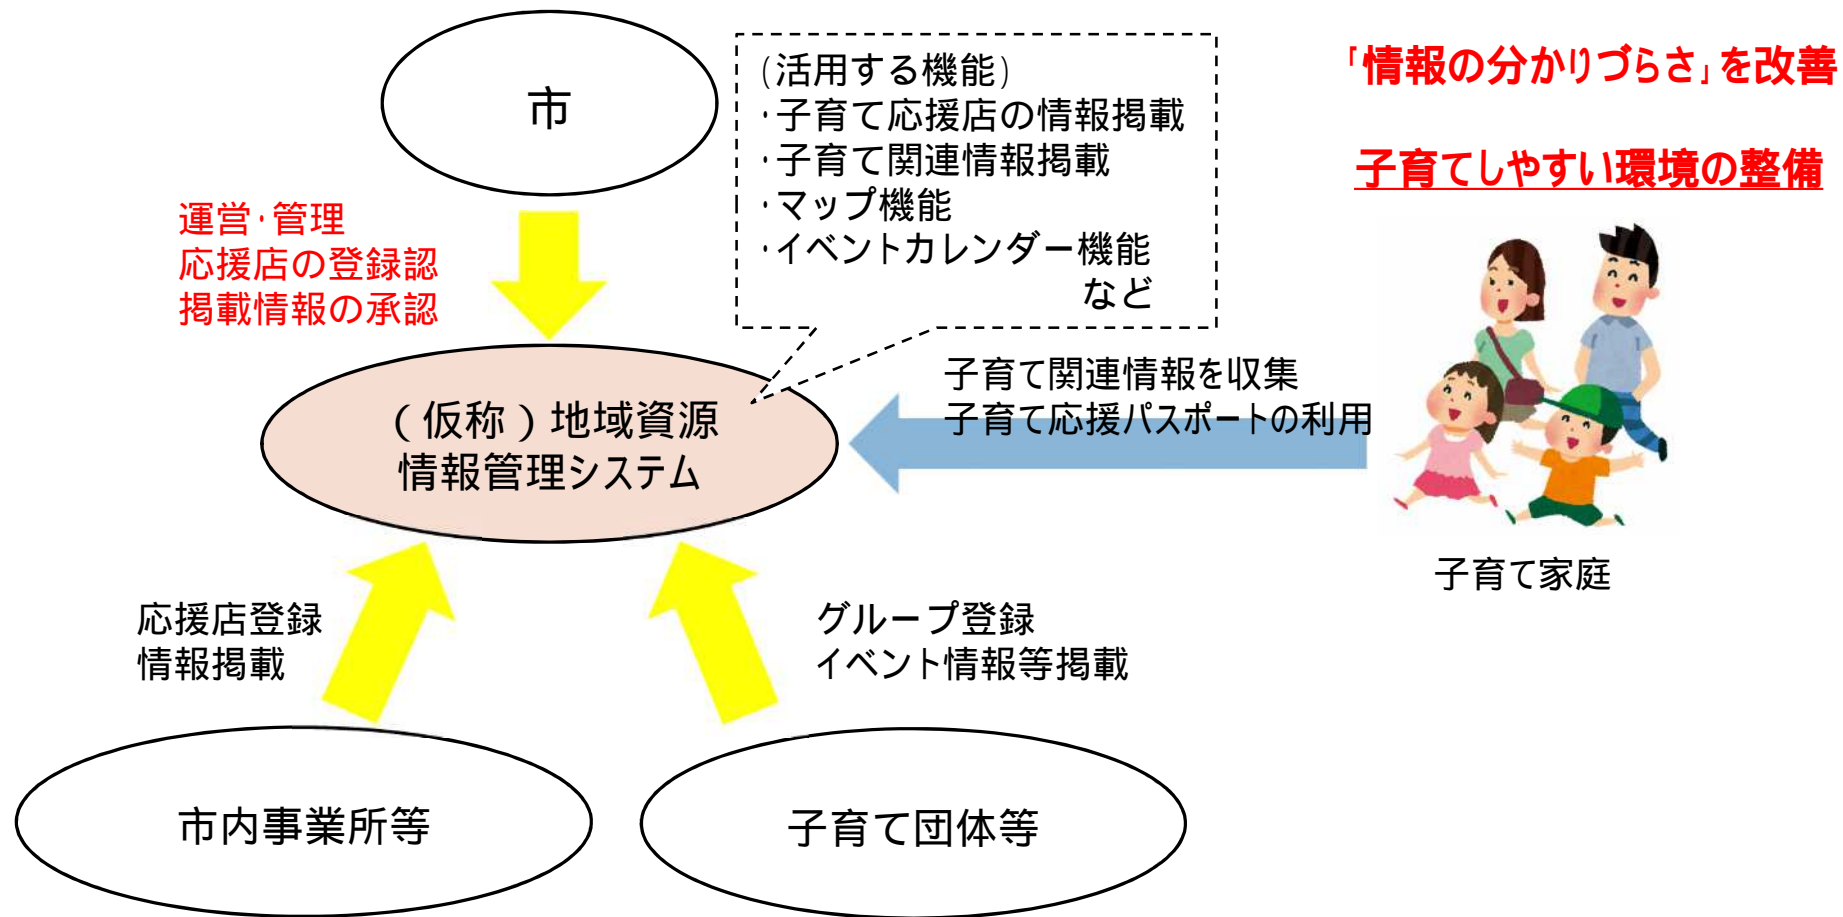 市
(活用する機能)
・子育て応援店の情報掲載
・子育て関連情報掲載
・マップ機能
・イベントカレンダー機能
など
「情報の分かりづらさ」を改善
子育てしやすい環境の整備
運営・管理
応援店の登録認
掲載情報の承認
(仮称)地域資源
情報管理システム
子育て関連情報を収集
子育て応援パスポートの利用
子育て家庭
応援店登録
情報掲載
グループ登録
イベント情報等掲載
市内事業所等
子育て団体等